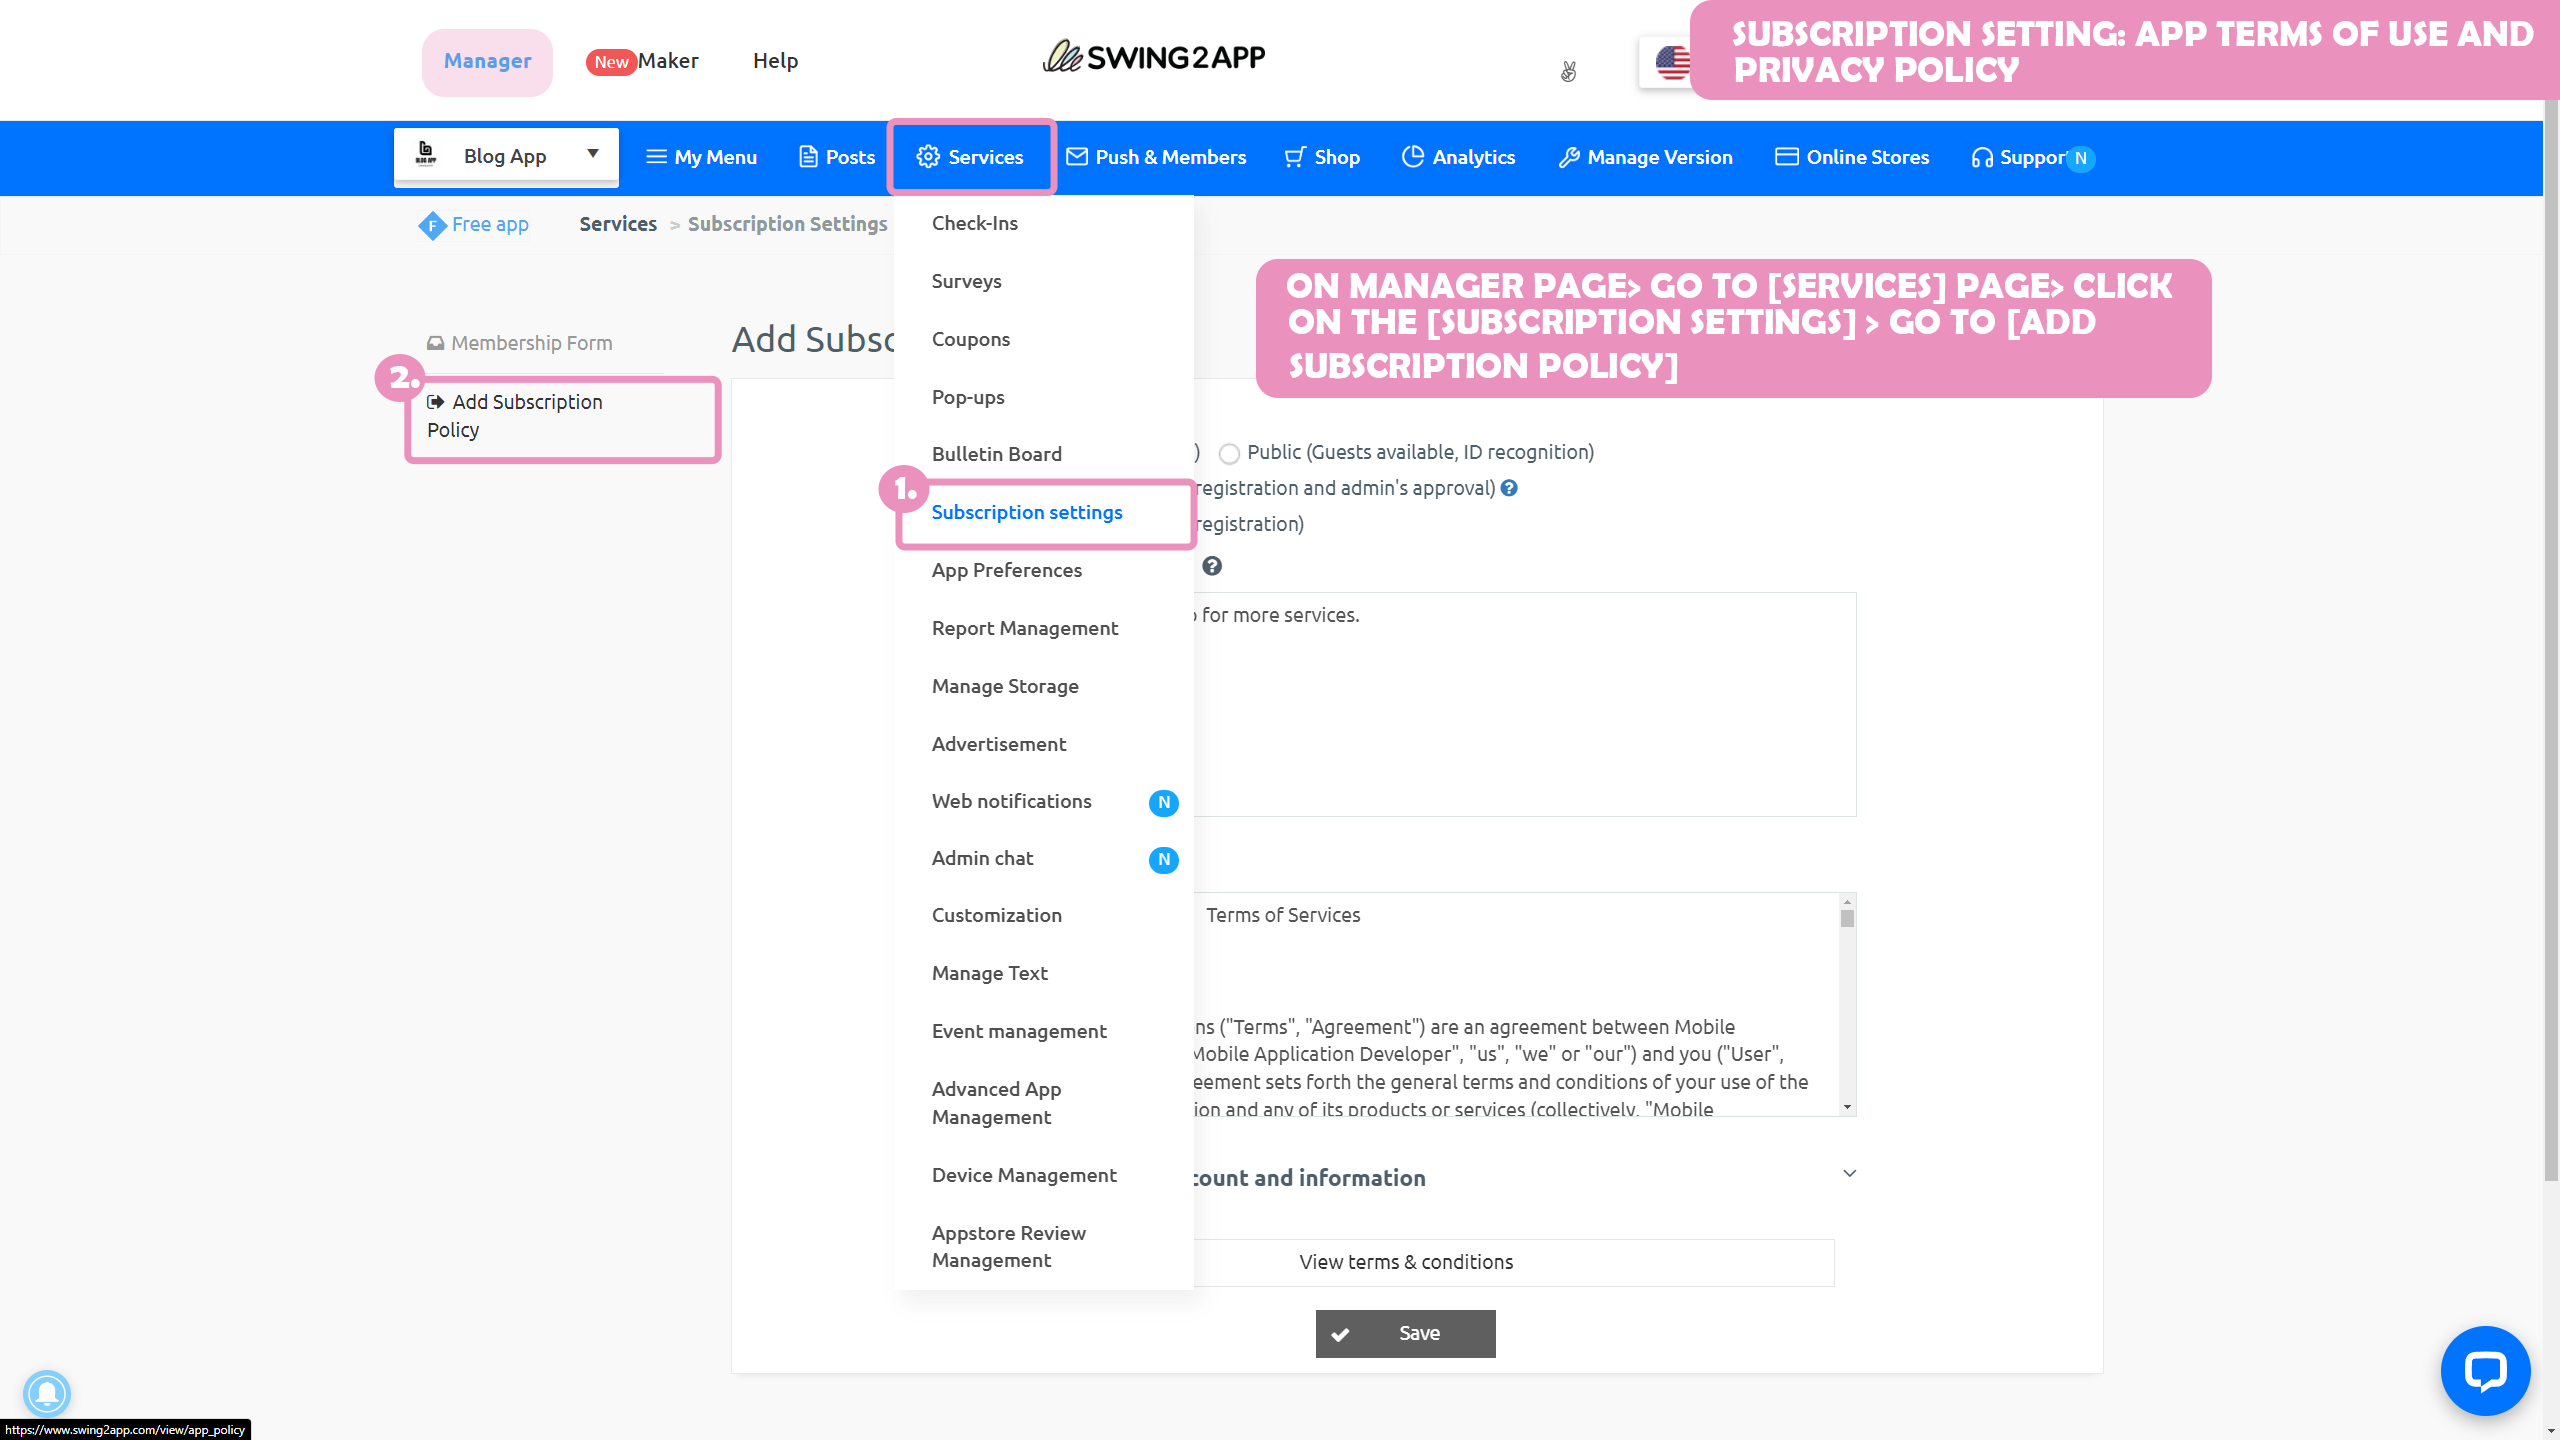 SUBSCRIPTION SETTING: APP TERMS OF USE AND
PRIVACY POLICY
Manager
New Maker
Help
SWING2APP
BLOG APP
Blog App
My Menu
Posts
Services
Push & Members
Shop
Analytics
Manage Version
Online Stores
Suppor N
F Free app
Services > Subscription Settings
ON MANAGER PAGE> GO TO [SERVICES] PAGE> CLICK
ON THE [SUBSCRIPTION SETTINGS] > GO TO [ADD
SUBSCRIPTION POLICY]
Membership Form
2.
Add Subscription
Policy
Add Subsc
Check-Ins
Surveys
Coupons
Pop-ups
Bulletin Board
1.
Subscription settings
App Preferences
Report Management
Manage Storage
Advertisement
Web notifications N
Admin chat N
Customization
Manage Text
Event management
Advanced App
Management
Device Management
Appstore Review
Management
) Public (Guests available, ID recognition)
registration and admin's approval) ?
registration)
?
for more services.
Terms of Services
ns ("Terms", "Agreement") are an agreement between Mobile
Mobile Application Developer", "us", "we" or "our") and you ("User",
eement sets forth the general terms and conditions of your use of the
ion and any of its products or services (collectively, "Mobile
count and information
View terms & conditions
Save
https://www.swing2app.com/view/app_policy